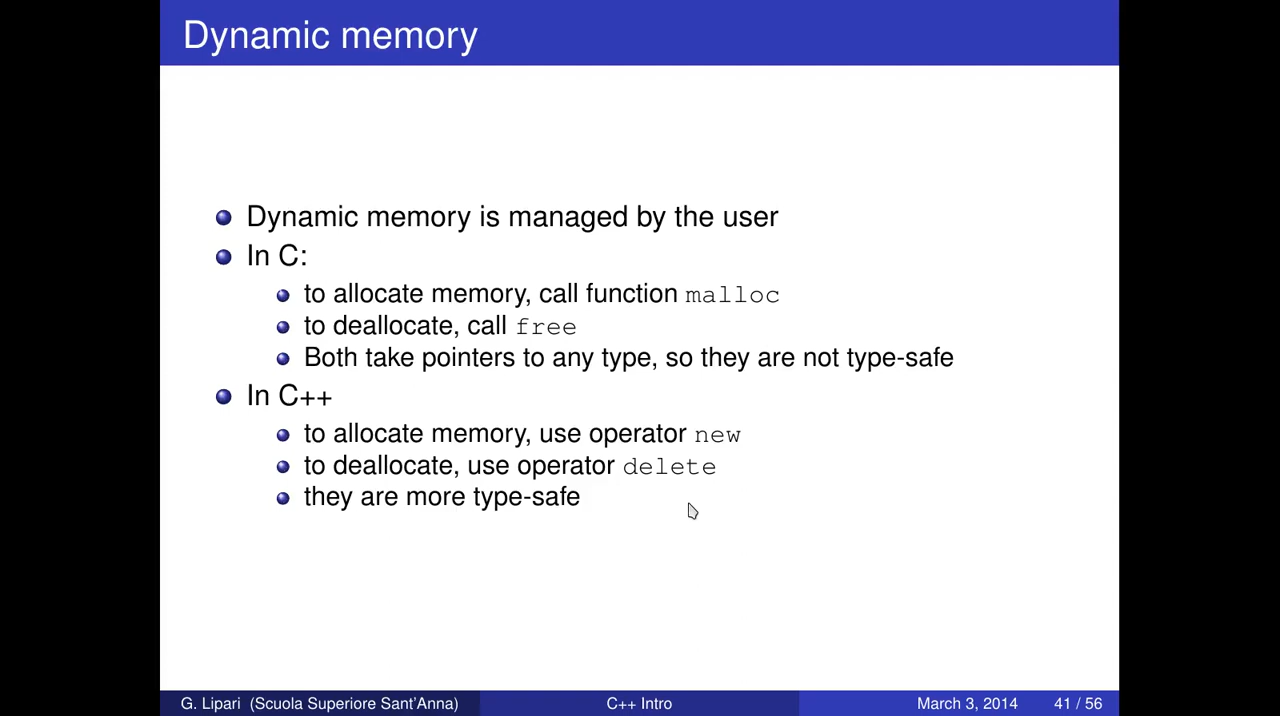 Dynamic memory
Dynamic memory is managed by the user
In C:
to allocate memory, call function malloc
to deallocate, call free
Both take pointers to any type, so they are not type-safe
In C++
to allocate memory, use operator new
to deallocate, use operator delete
they are more type-safe
G. Lipari (Scuola Superiore Sant'Anna) C++ Intro March 3, 2014 41 / 56